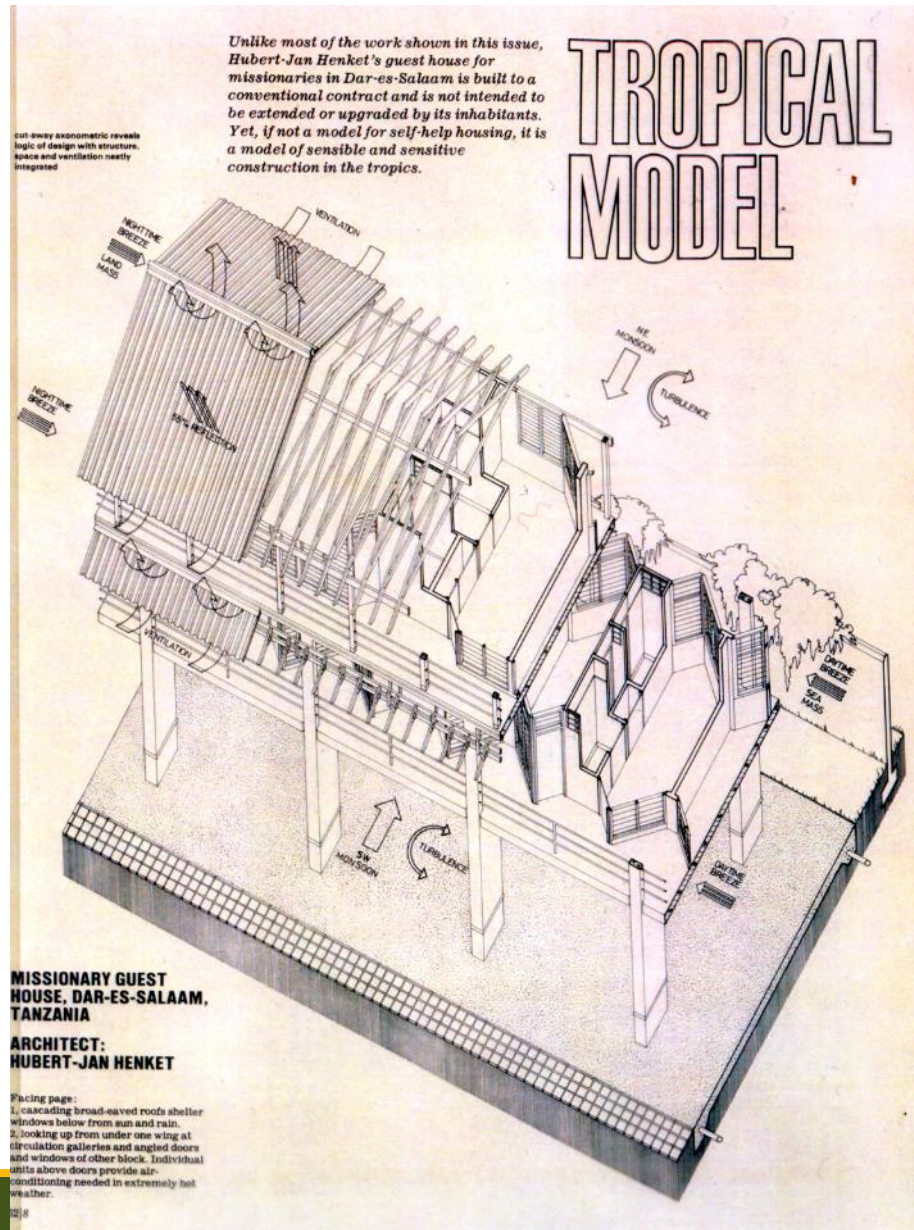 Unlike most of the work shown in this issue,
Hubert-Jan Henket's guest house for
missionaries in Dar-es-Salaam is built to a
conventional contract and is not intended to
be extended or upgraded by its inhabitants.
Yet, if not a model for self-help housing, it is
a model of sensible and sensitive
construction in the tropics.
TROPICAL
MODEL
cut-away axonometric reveals
logic of design with structure,
space and ventilation neatly
integrated
VENTILATION
NIGHTTIME
BREEZE
LAND
MASS
NE
MONSOON
TURBULENCE
NIGHTTIME
BREEZE
REFLECTION
VENTILATION
DAYTIME
BREEZE
SEA
MASS
SW
MONSOON
TURBULENCE
DAYTIME
BREEZE
MISSIONARY GUEST
HOUSE, DAR-ES-SALAAM,
TANZANIA
ARCHITECT:
HUBERT-JAN HENKET
Facing page:
1, cascading broad-eaved roofs shelter
windows below from sun and rain.
2, looking up from under one wing at
circulation galleries and angled doors
and windows of other block. Individual
units above doors provide air-
conditioning needed in extremely hot
weather.